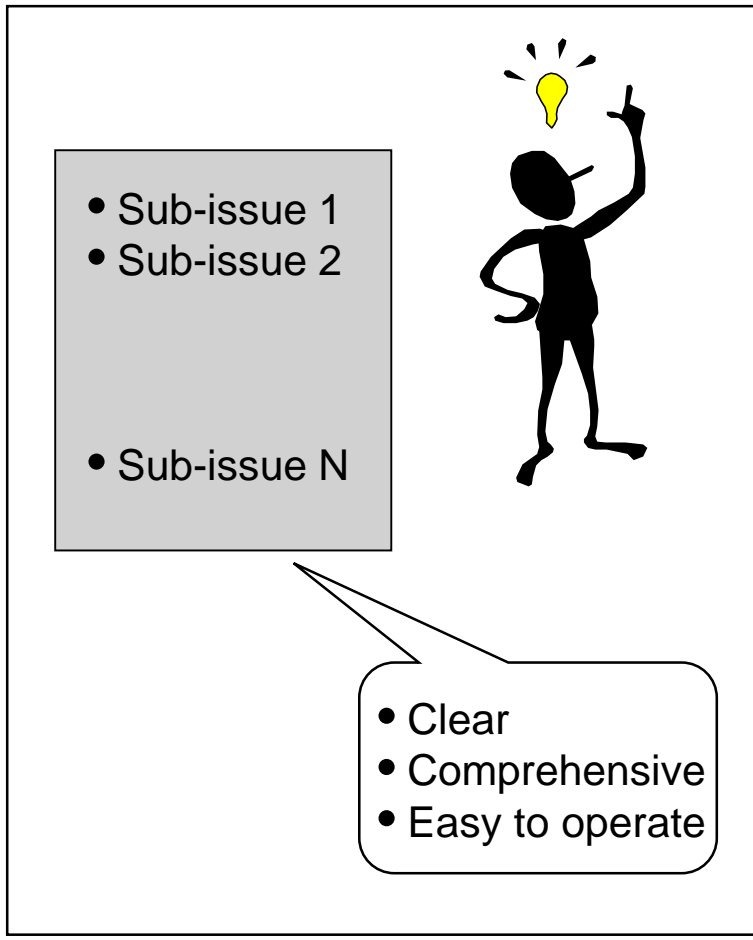 • Sub-issue 1
• Sub-issue 2
• Sub-issue N
• Clear
• Comprehensive
• Easy to operate